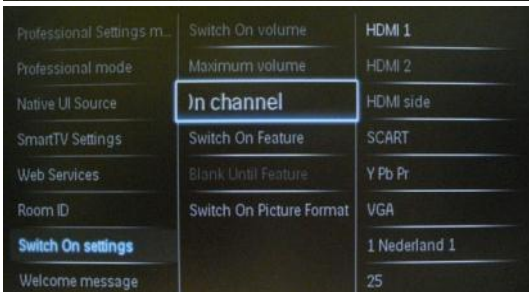 Professional Settings m...
Professional mode
Native UI Source
SmartTV Settings
Web Services
Room ID
Switch On settings
Welcome message
Switch On volume
Maximum volume
)n channel
Switch On Feature
Blank Until Feature
Switch On Picture Format
HDMI 1
HDMI 2
HDMI side
SCART
Y Pb Pr
VGA
1 Nederland 1
25